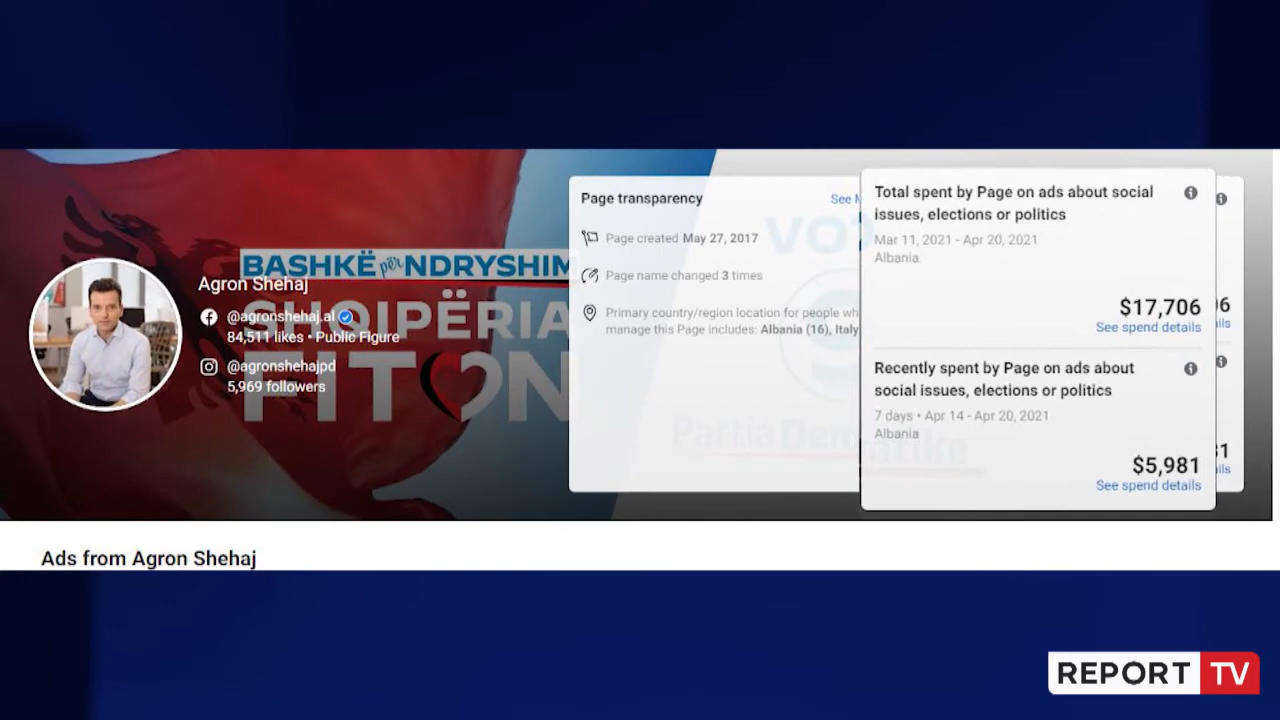 BASHKË për NDRYSHIM
SHQIPËRIA
FITON
Agron Shehaj
@agronshehaj.al
84,511 likes • Public Figure
@agronshehajpd
5,969 followers
Page transparency
See
Page created May 27, 2017
Page name changed 3 times
Primary country/region location for people wh
manage this Page includes: Albania (16), Italy
Partia Demokratike
Total spent by Page on ads about social
issues, elections or politics
Mar 11, 2021 - Apr 20, 2021
Albania
$17,706
See spend details
Recently spent by Page on ads about
social issues, elections or politics
7 days • Apr 14 - Apr 20, 2021
Albania
$5,981
See spend details
Ads from Agron Shehaj
REPORT TV